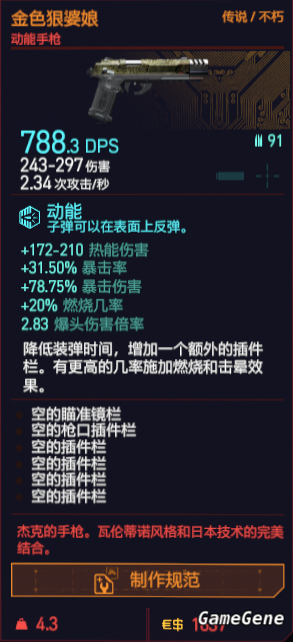 金色狠婆娘
传说 / 不朽
动能手枪
788.3 DPS
91
243-297 伤害
2.34 次攻击/秒
动能
子弹可以在表面上反弹。
+172-210 热能伤害
+31.50% 暴击率
+78.75% 暴击伤害
+20% 燃烧几率
2.83 爆头伤害倍率
降低装弹时间，增加一个额外的插件
栏。有更高的几率施加燃烧和击晕效
果。
空的瞄准镜栏
空的枪口插件栏
空的插件栏
空的插件栏
空的插件栏
空的插件栏
杰克的手枪。瓦伦蒂诺风格和日本技术的完美
结合。
制作规范
4.3
€$
GameGene